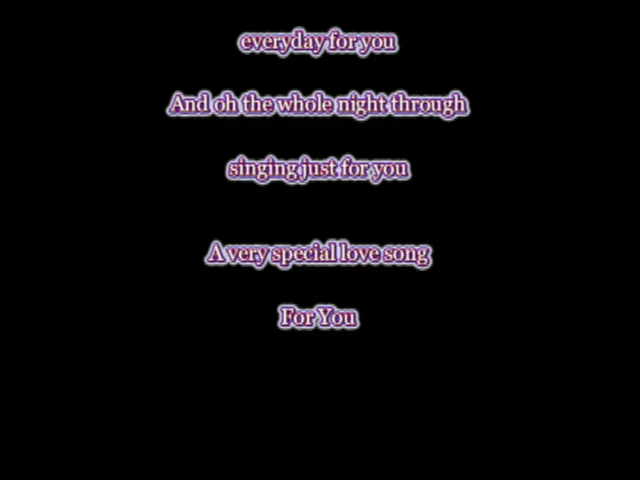 everyday for you
And oh the whole night through
singing just for you
A very special love song
For You